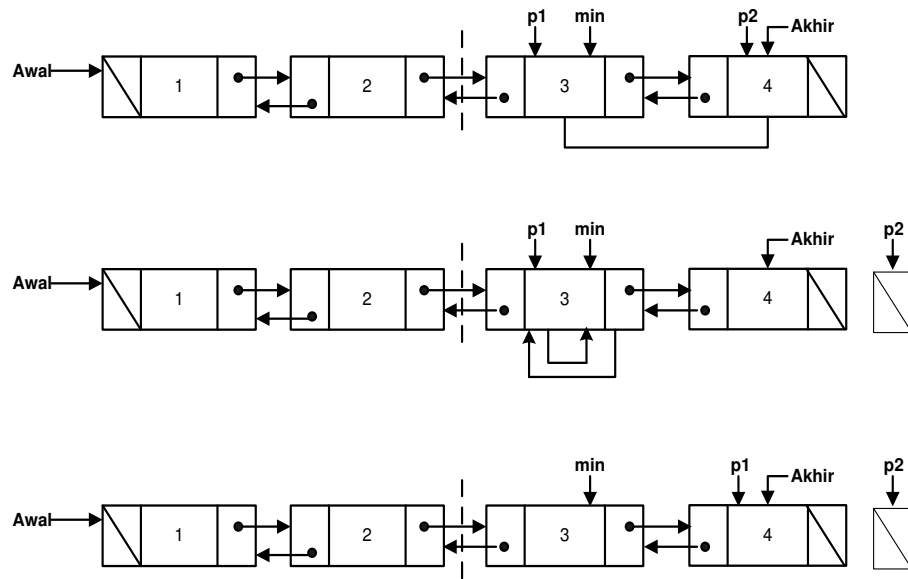 p1 min p2 Akhir
Awal 1 2 3 4
p1 min Akhir p2
Awal 1 2 3 4
min p1 Akhir p2
Awal 1 2 3 4